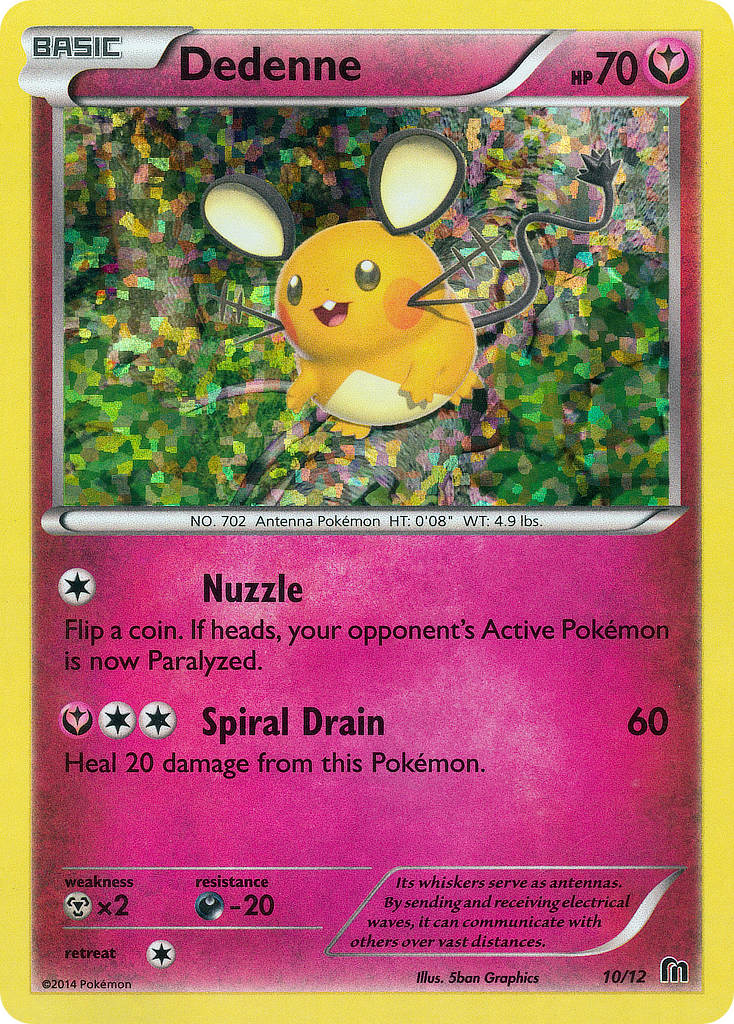 BASIC
Dedenne
HP 70
NO. 702 Antenna Pokémon HT: 0'08" WT: 4.9 lbs.
Nuzzle
Flip a coin. If heads, your opponent's Active Pokémon
is now Paralyzed.
Spiral Drain 60
Heal 20 damage from this Pokémon.
weakness resistance
×2 -20
retreat
Its whiskers serve as antennas.
By sending and receiving electrical
waves, it can communicate with
others over vast distances.
©2014 Pokémon
Illus. 5ban Graphics
10/12 m